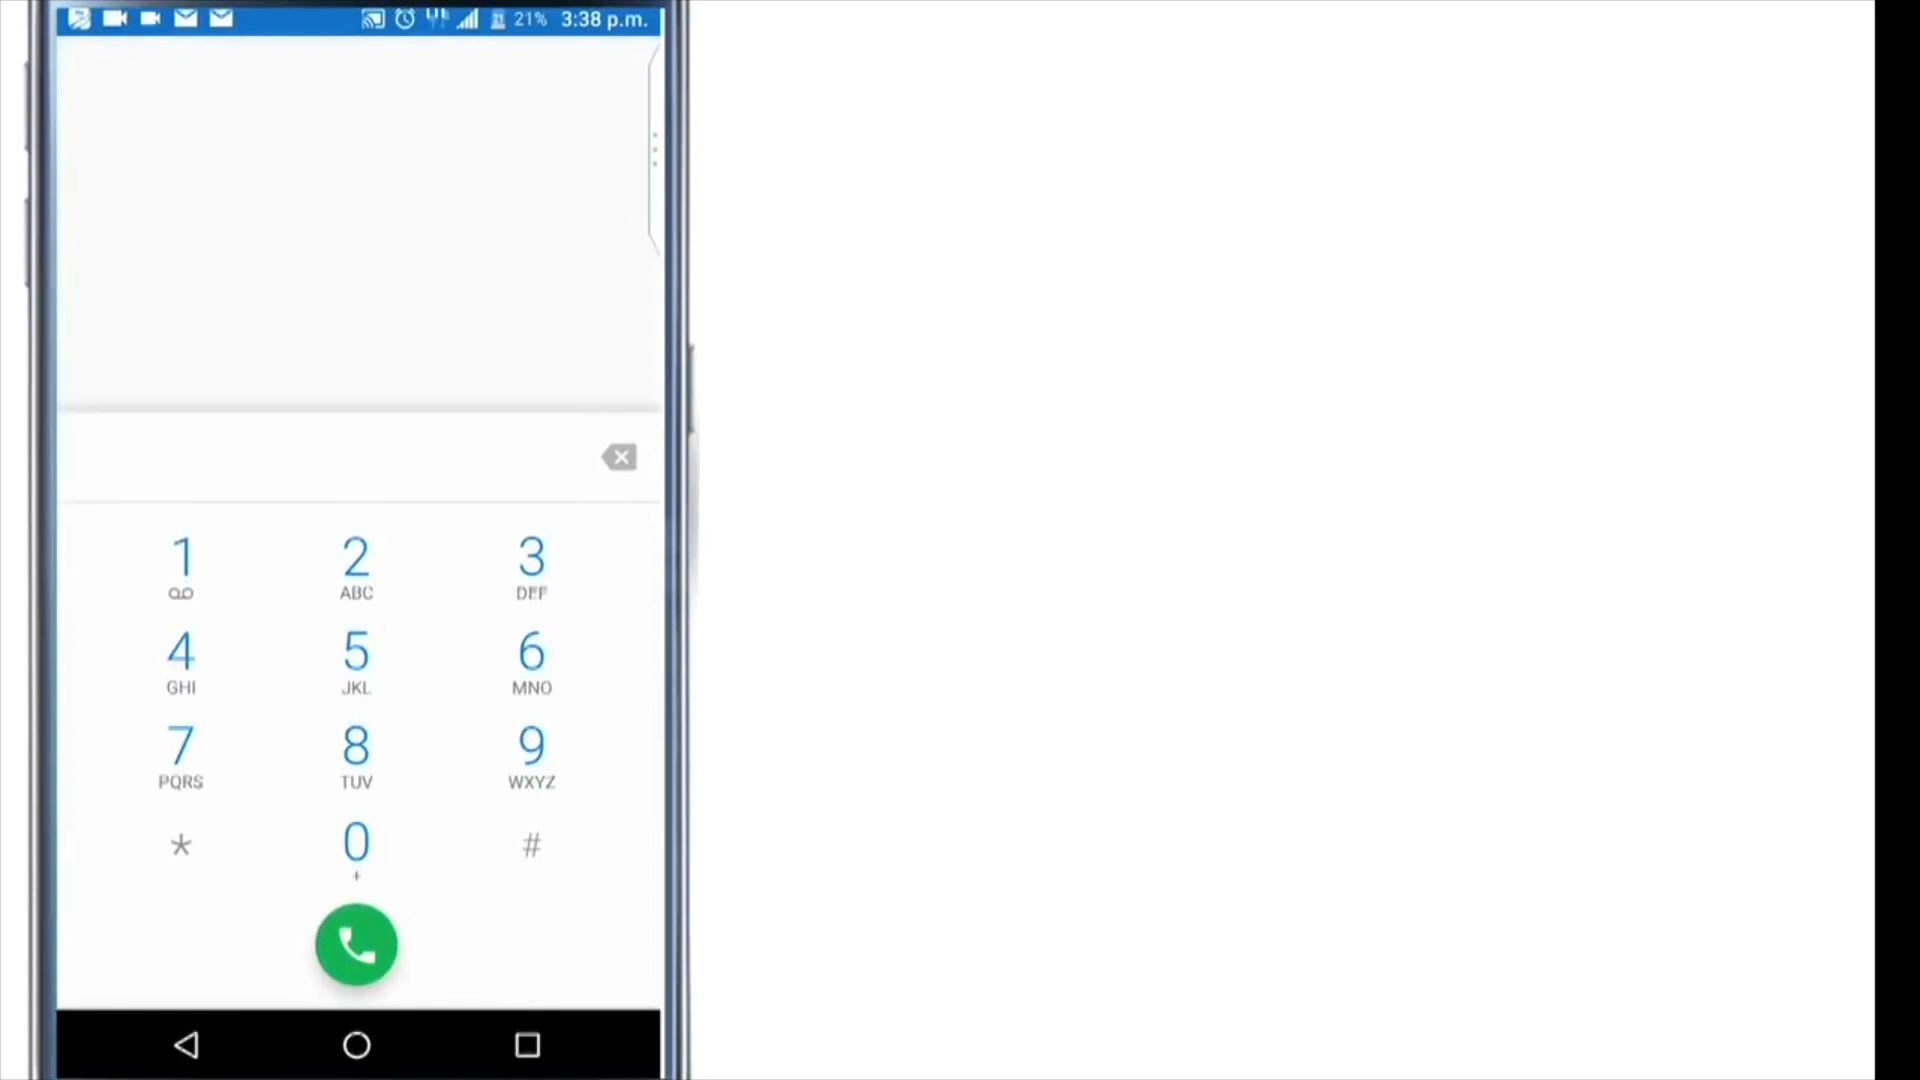 21% 3:38 p.m.
1 2 3
ABC DEF
4 5 6
GHI JKL MNO
7 8 9
PQRS TUV WXYZ
* 0 #
+